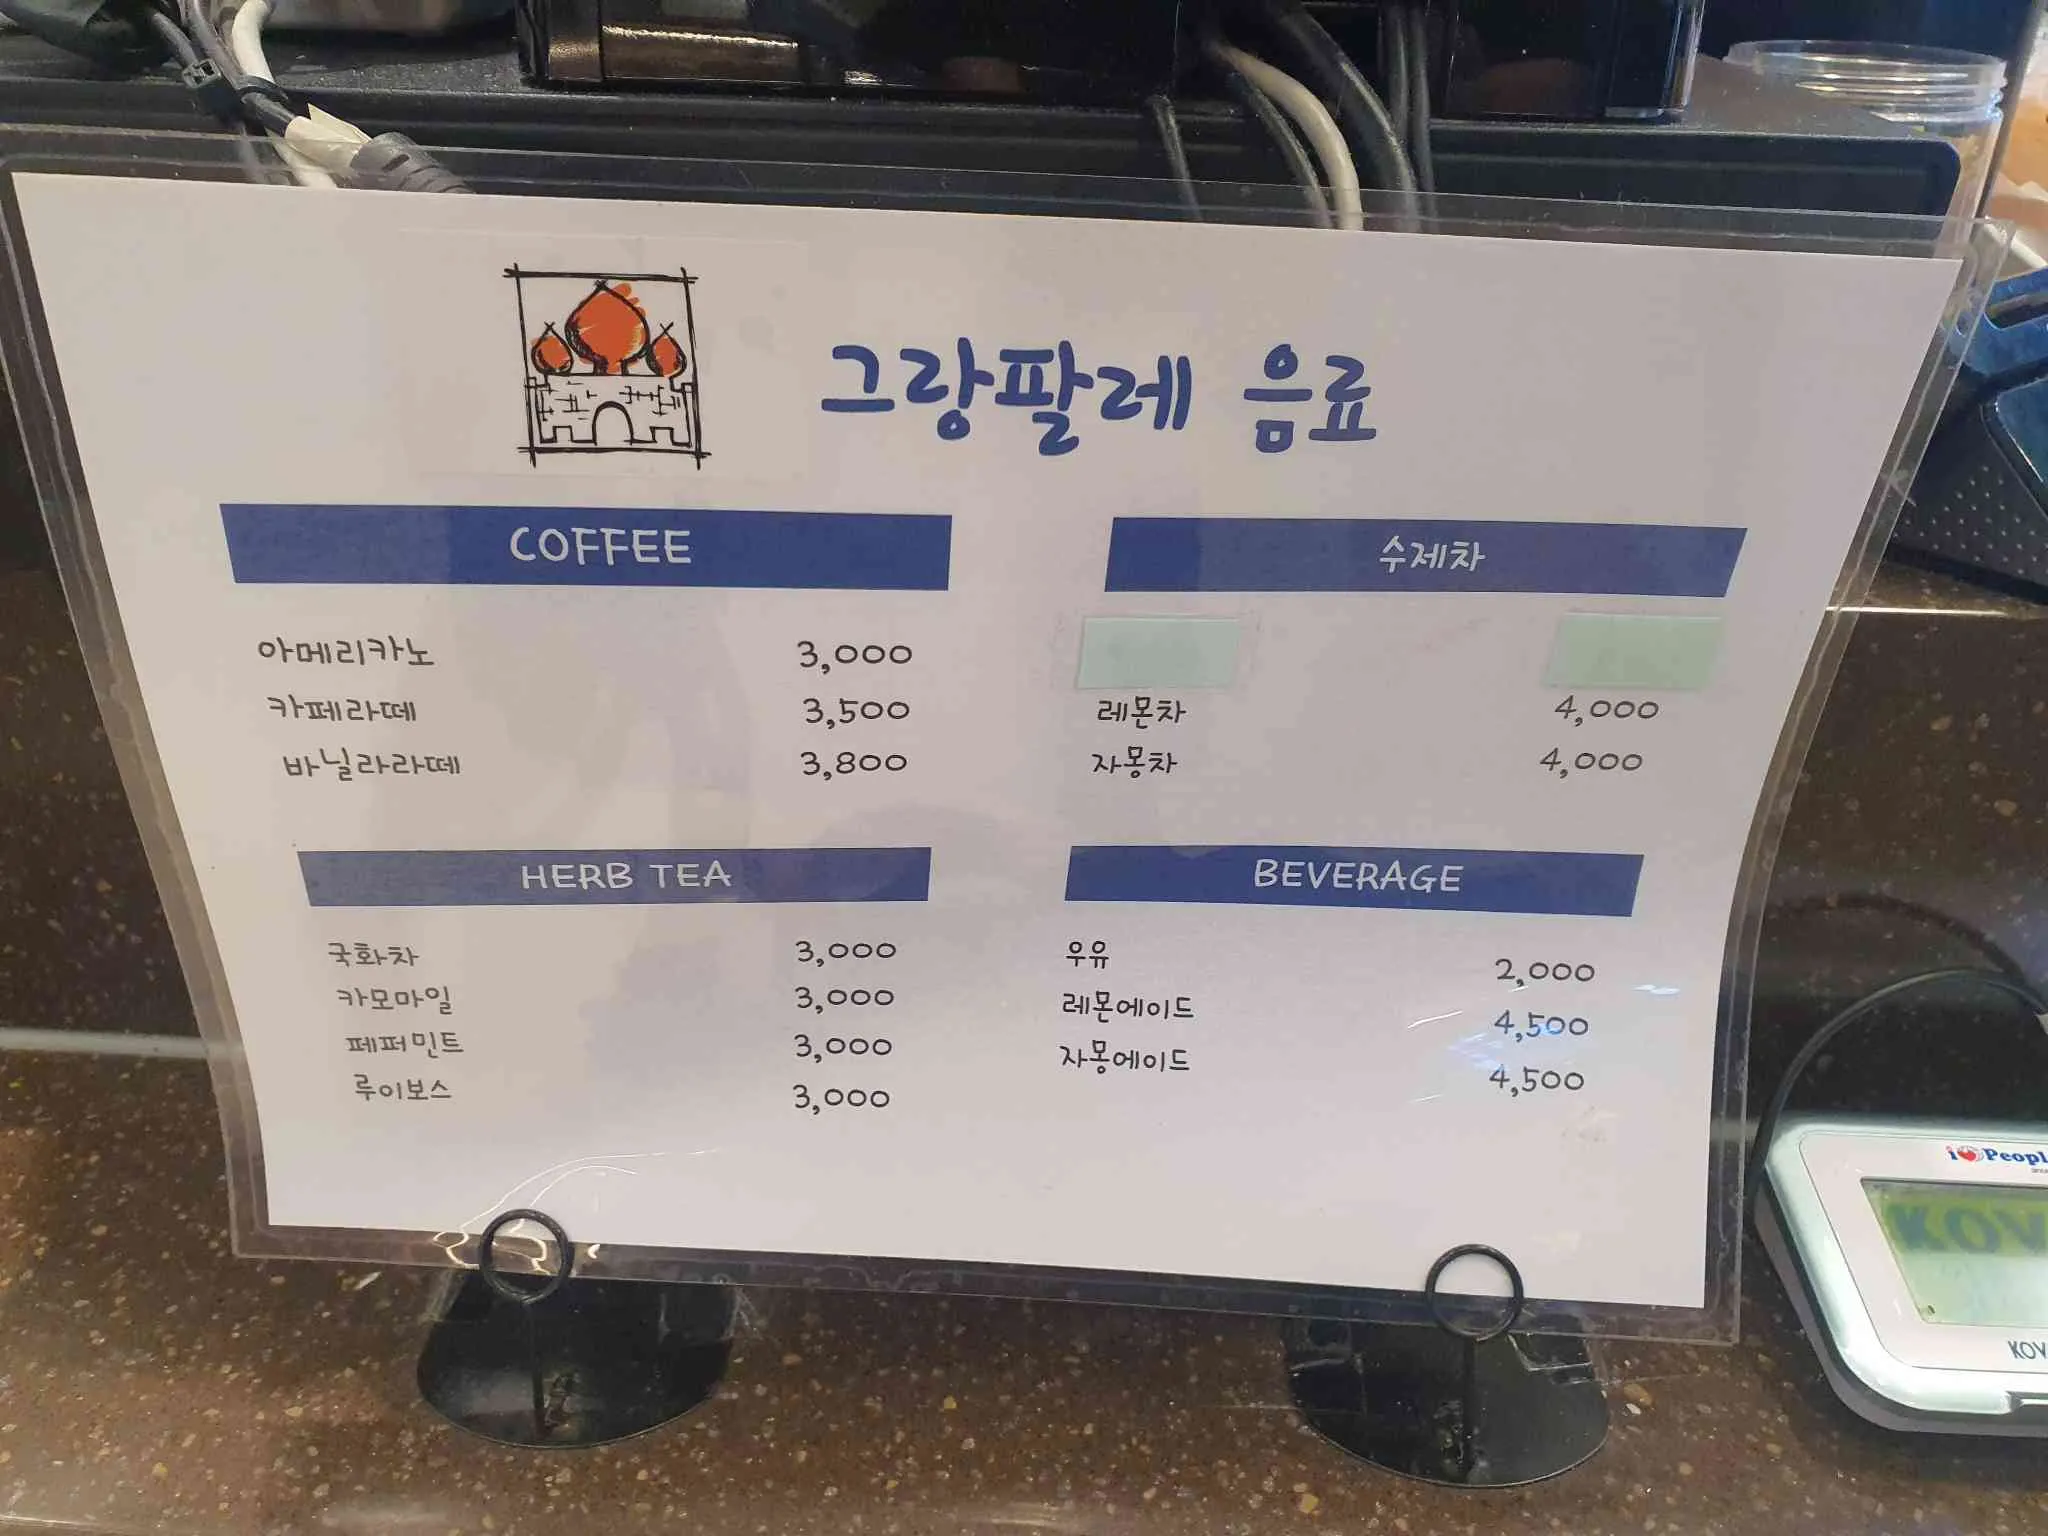 그랑팔레 음료
COFFEE
아메리카노 3,000
카페라떼 3,500
바닐라라떼 3,800
수제차
레몬차 4,000
자몽차 4,000
HERB TEA
국화차 3,000
카모마일 3,000
페퍼민트 3,000
루이보스 3,000
BEVERAGE
우유 2,000
레몬에이드 4,500
자몽에이드 4,500